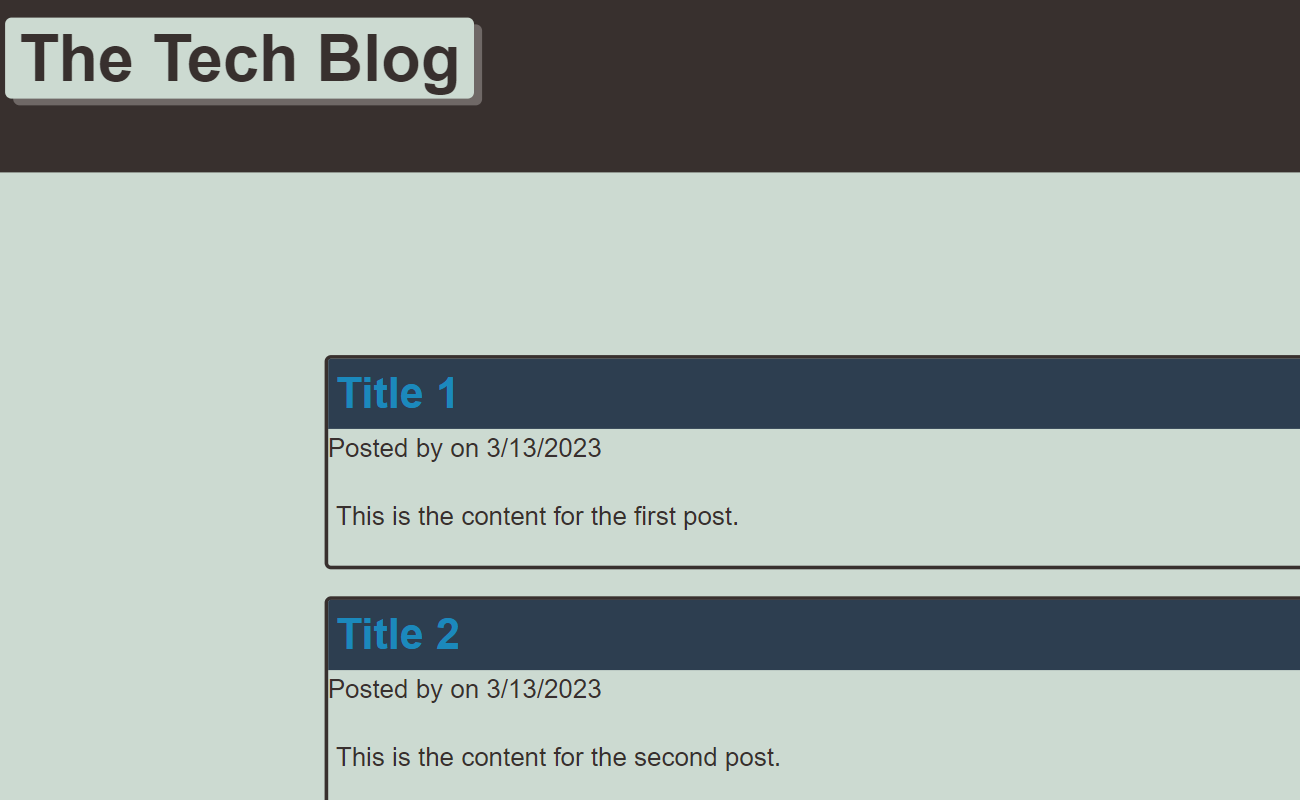 The Tech Blog
Title 1
Posted by on 3/13/2023
This is the content for the first post.
Title 2
Posted by on 3/13/2023
This is the content for the second post.